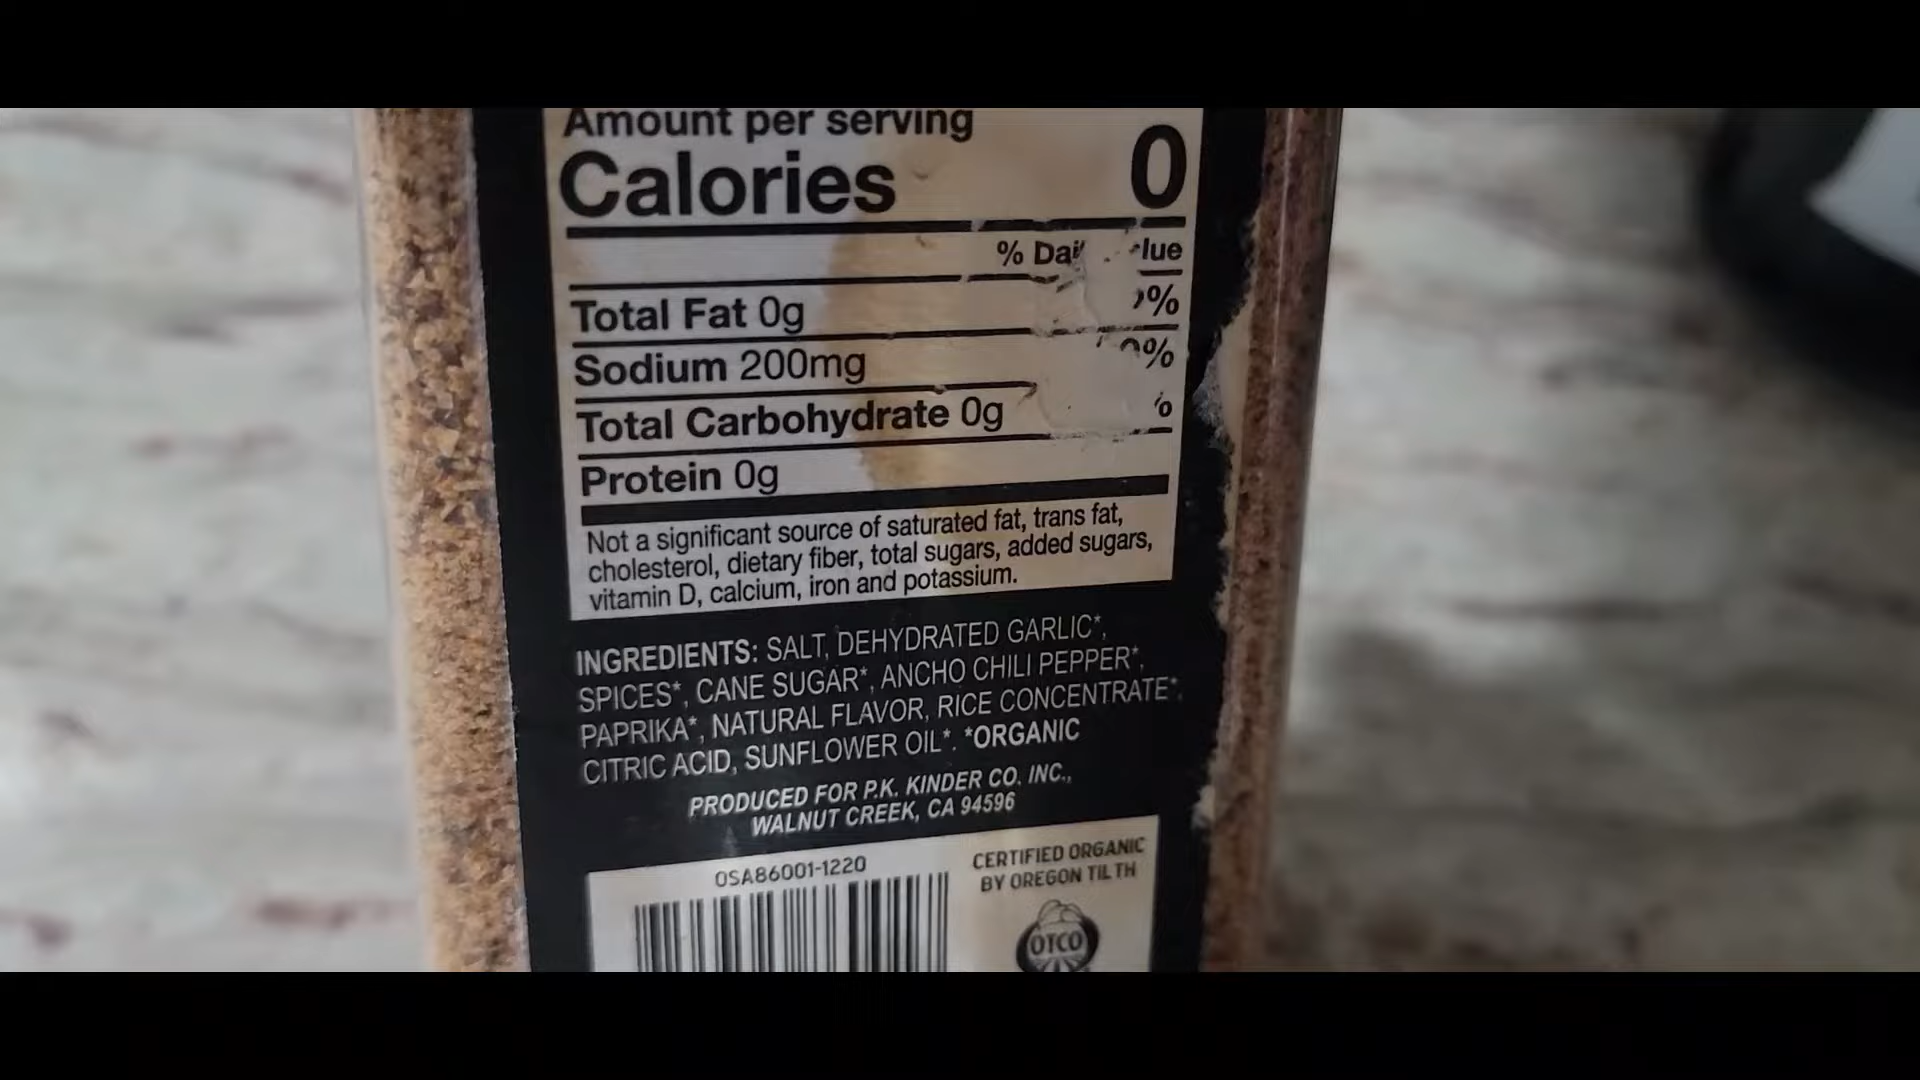 Amount per serving
Calories 0
%
Total Fat 0g %
Sodium 200mg %
Total Carbohydrate 0g
Protein 0g
Not a significant source of saturated fat, trans fat,
cholesterol, dietary fiber, total sugars, added sugars,
vitamin D, calcium, iron and potassium.
INGREDIENTS: SALT, DEHYDRATED GARLIC*,
SPICES*, CANE SUGAR*, ANCHO CHILI PEPPER*,
PAPRIKA*, NATURAL FLAVOR, RICE CONCENTRATE*,
CITRIC ACID, SUNFLOWER OIL*. *ORGANIC
PRODUCED FOR P.K. KINDER CO. INC.,
WALNUT CREEK, CA 94596
OSA86001-1220
CERTIFIED ORGANIC
BY OREGON TILTH
OTCO